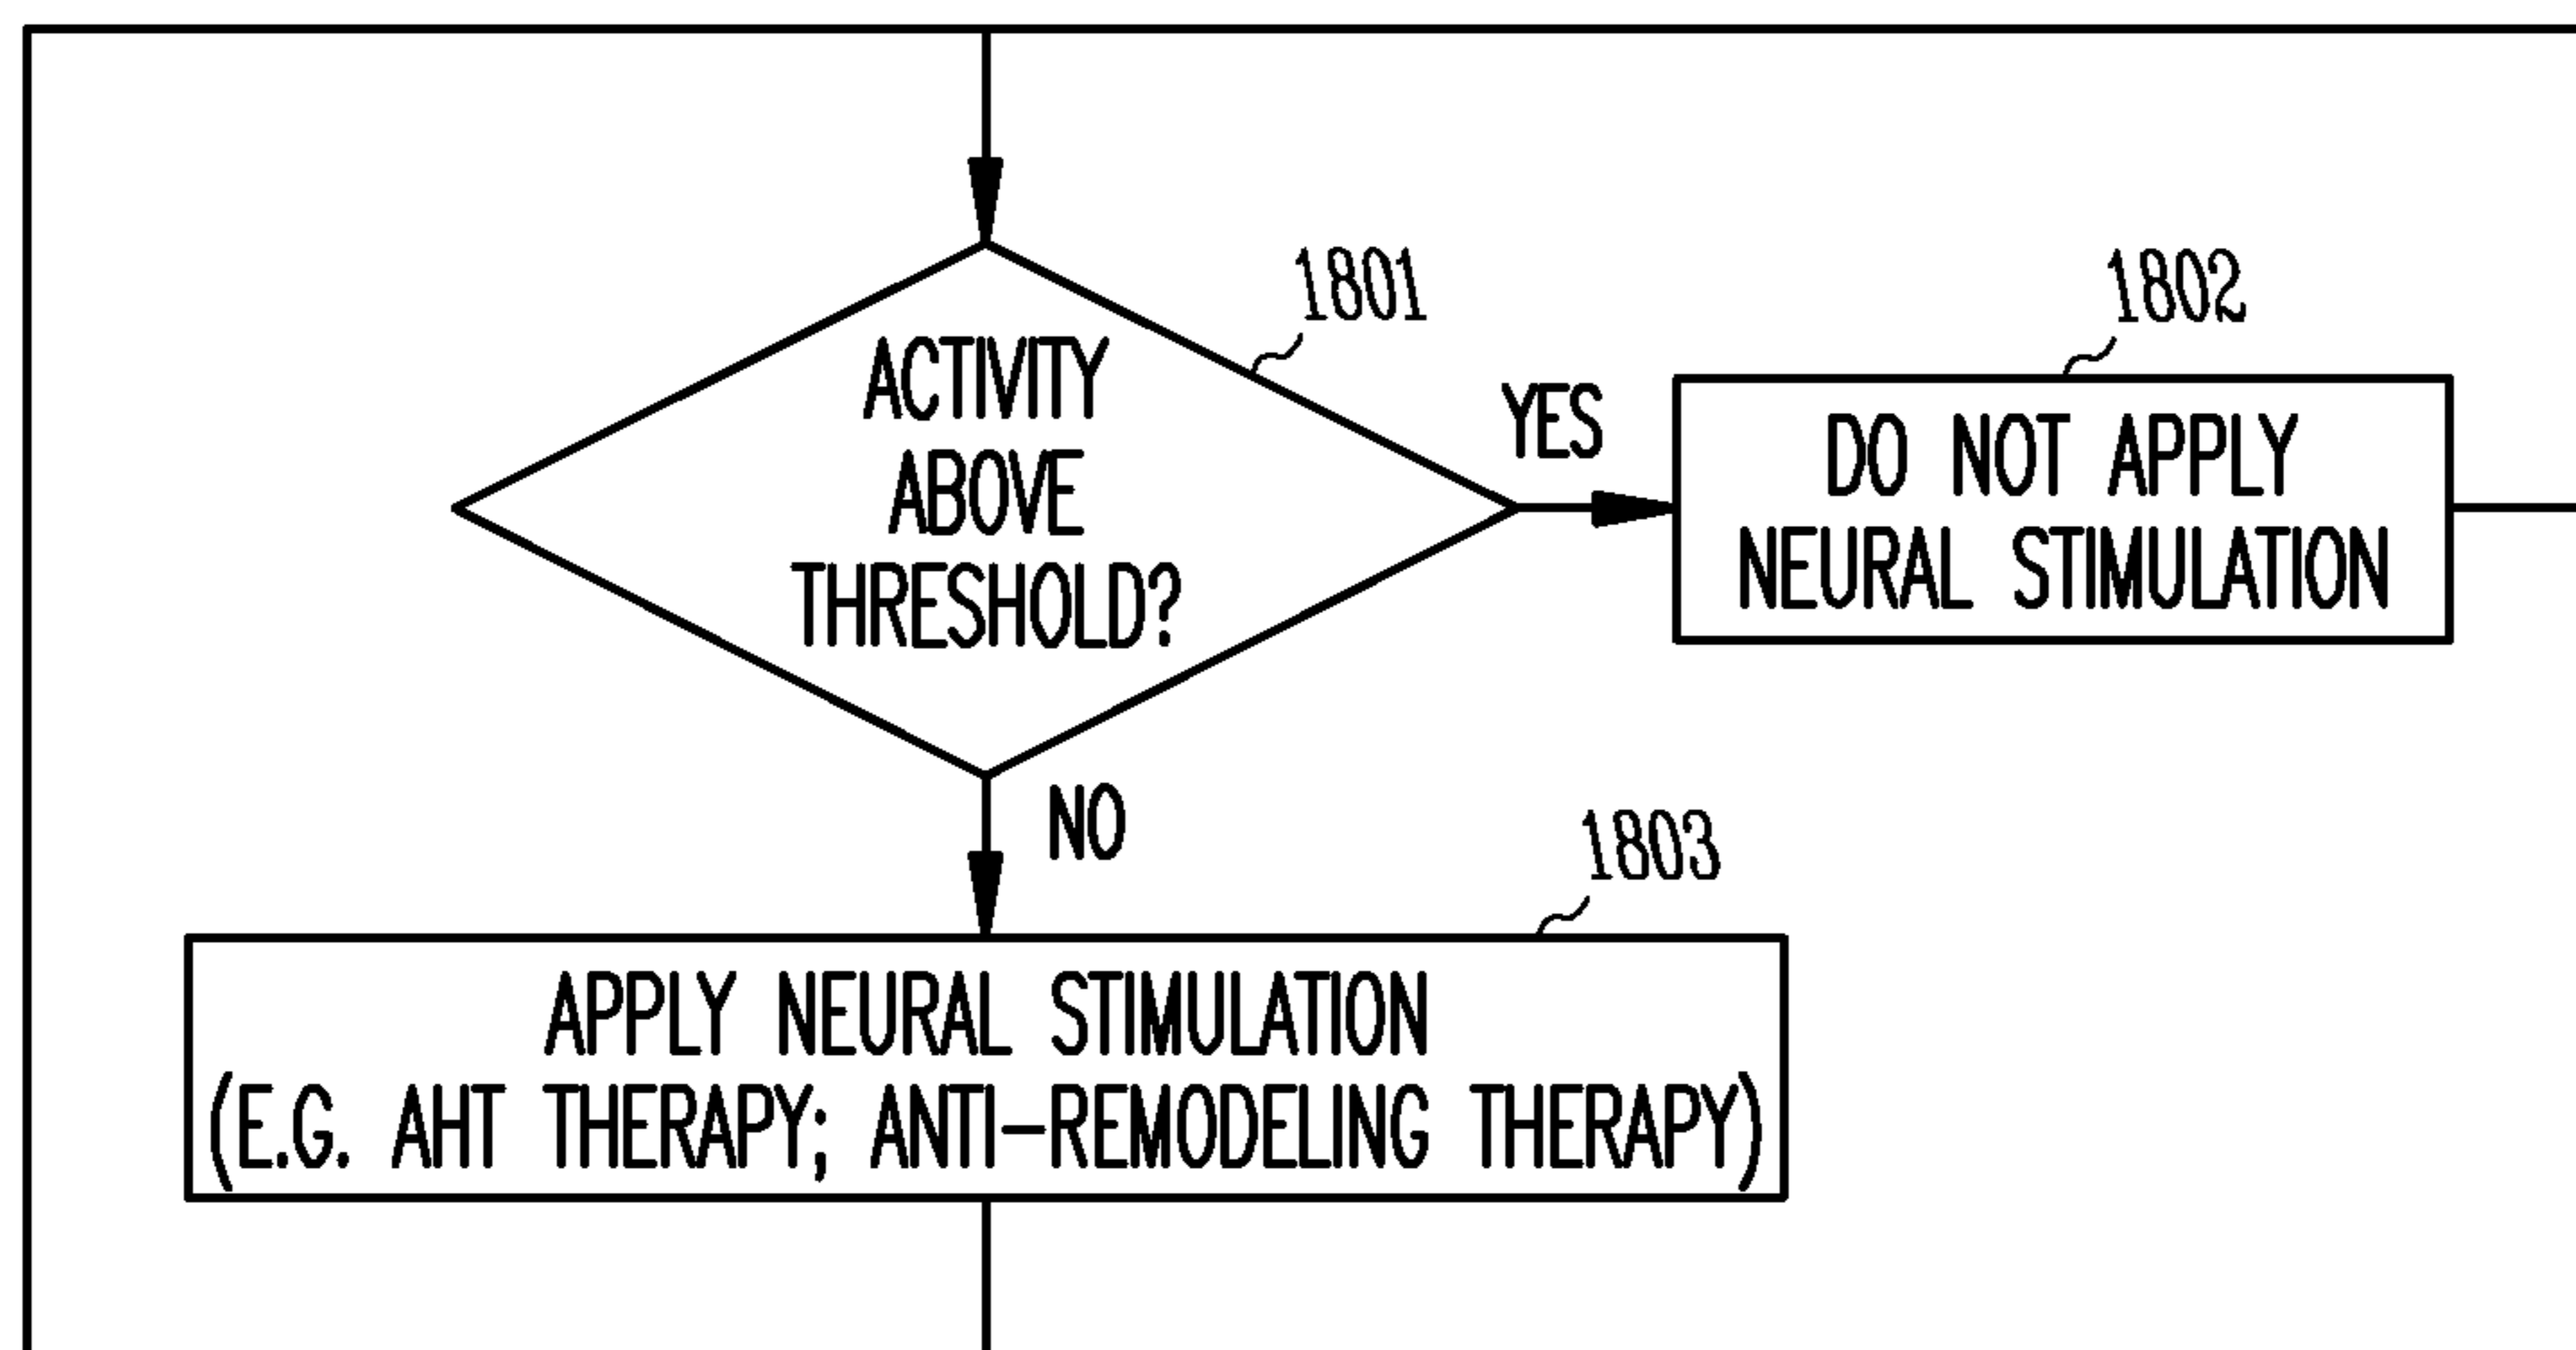 1801
ACTIVITY
ABOVE
THRESHOLD?
YES
1802
DO NOT APPLY
NEURAL STIMULATION
NO
1803
APPLY NEURAL STIMULATION
(E.G. AHT THERAPY; ANTI-REMODELING THERAPY)